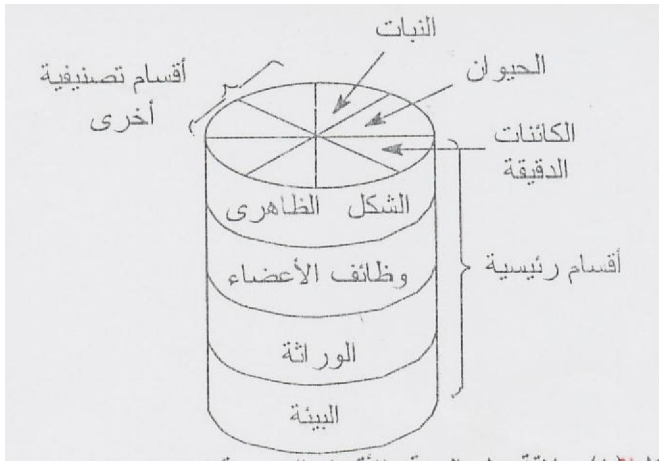 النبات
الحيوان
أقسام تصنيفية
أخرى
الكائنات
الدقيقة
الشكل الظاهرى
وظائف الأعضاء
أقسام رئيسية
الوراثة
البيئة